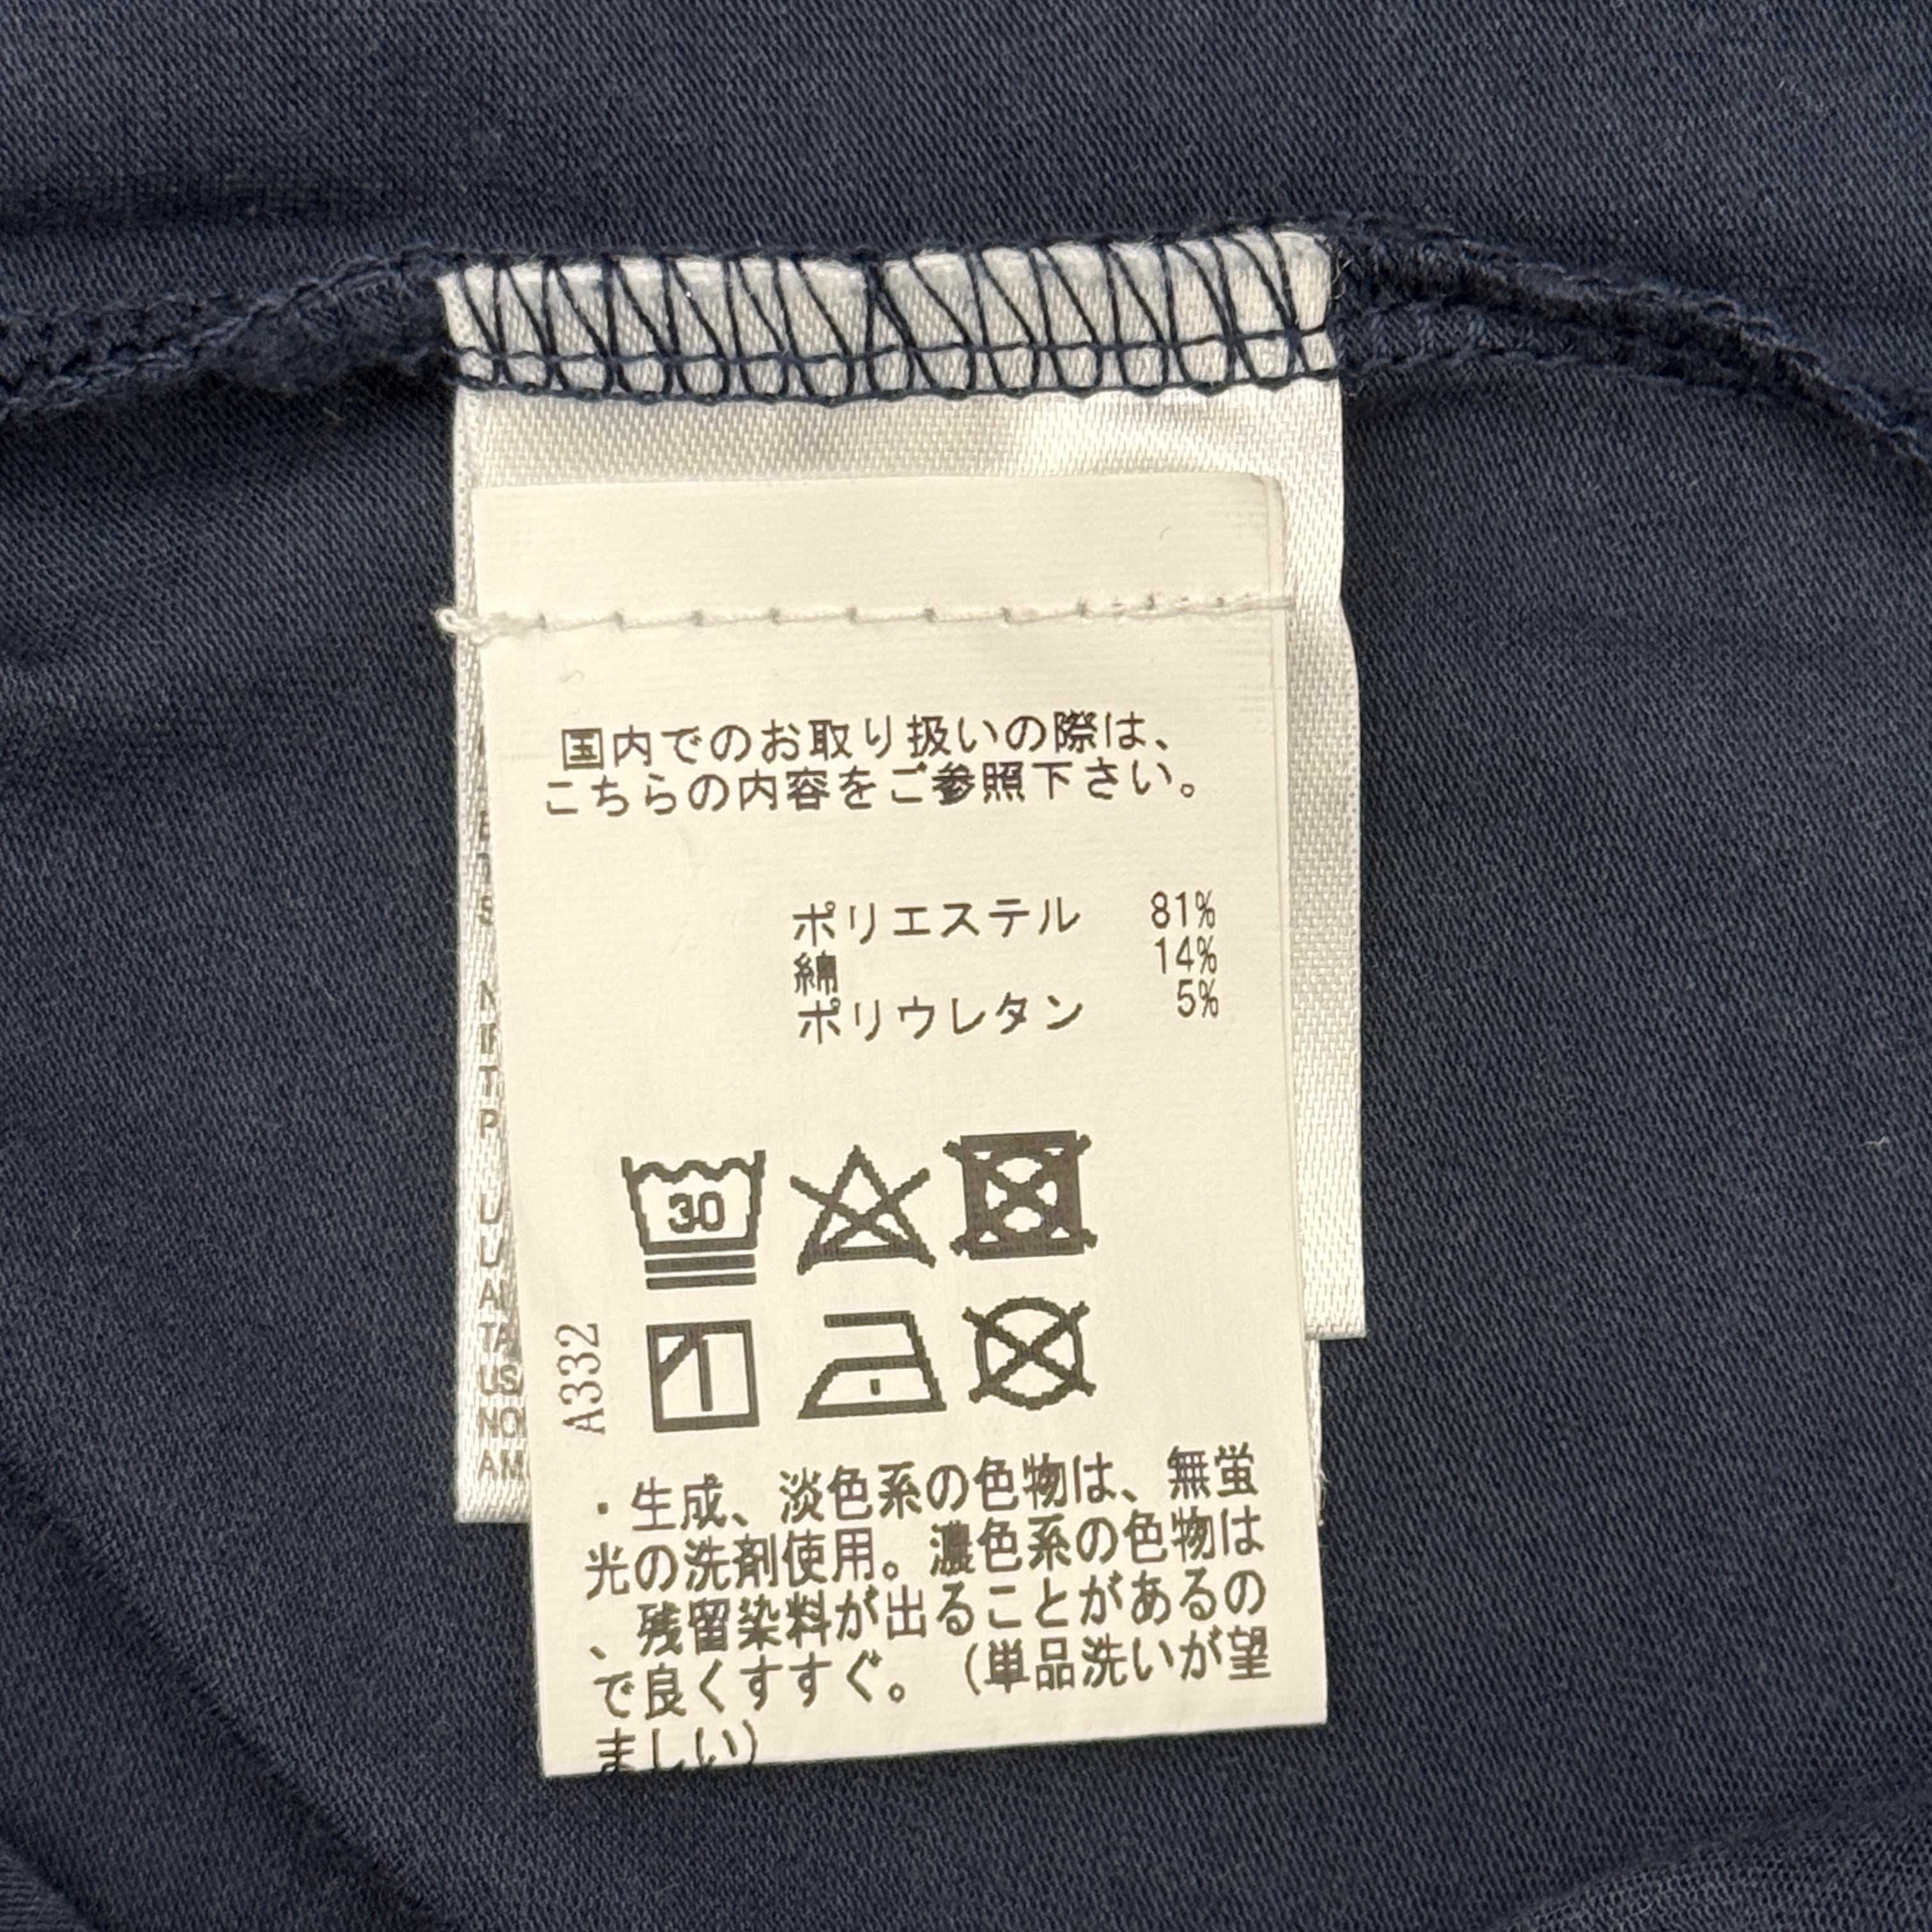 国内でのお取り扱いの際は、
こちらの内容をご参照下さい。
ポリエステル 81%
綿 14%
ポリウレタン 5%
30
A332
・生成、淡色系の色物は、無蛍
光の洗剤使用。濃色系の色物は
、残留染料が出ることがあるの
で良くすすぐ。（単品洗いが望
ましい）